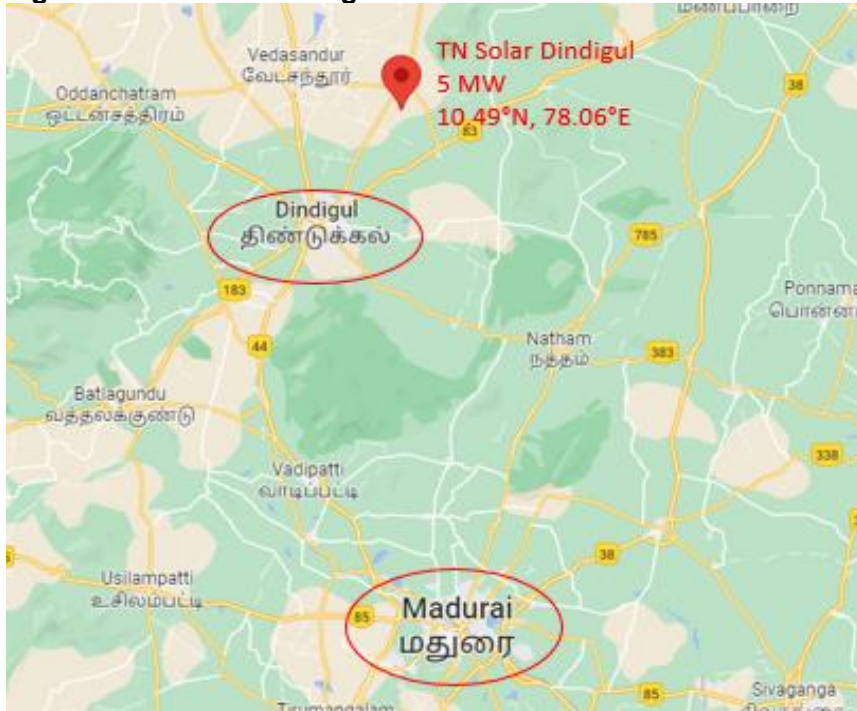 மணப்பாறை
TN Solar Dindigul
5 MW
10.49°N, 78.06°E
Vedasandur
வேடசந்தூர்
Oddanchatram
ஒட்டன்சத்திரம்
38
83
Dindigul
திண்டுக்கல்
785
183
Ponnama
44
Natham
நத்தம்
383
Batlagundu
வத்தலக்குண்டு
338
Vadipatti
வாடிப்பட்டி
38
Usilampatti
உசிலம்பட்டி
85
Madurai
மதுரை
85
Sivaganga